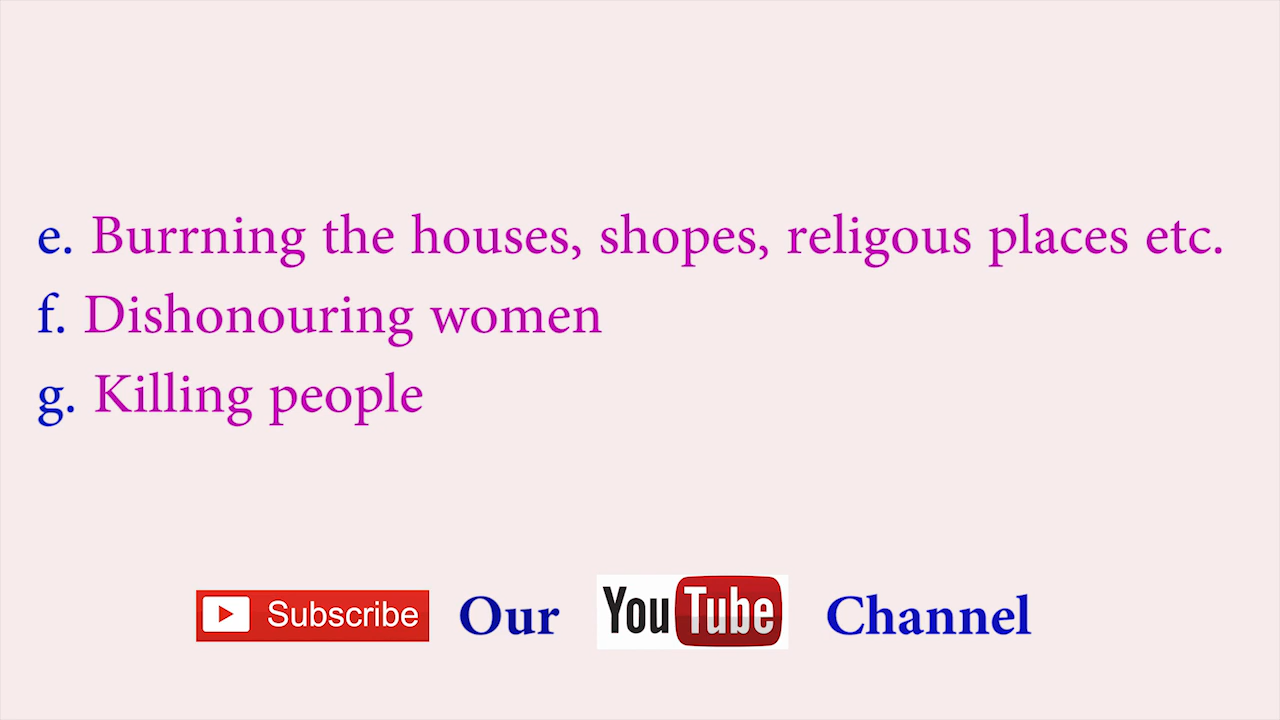 e. Burrning the houses, shopes, religous places etc.
f. Dishonouring women
g. Killing people
Subscribe Our YouTube Channel